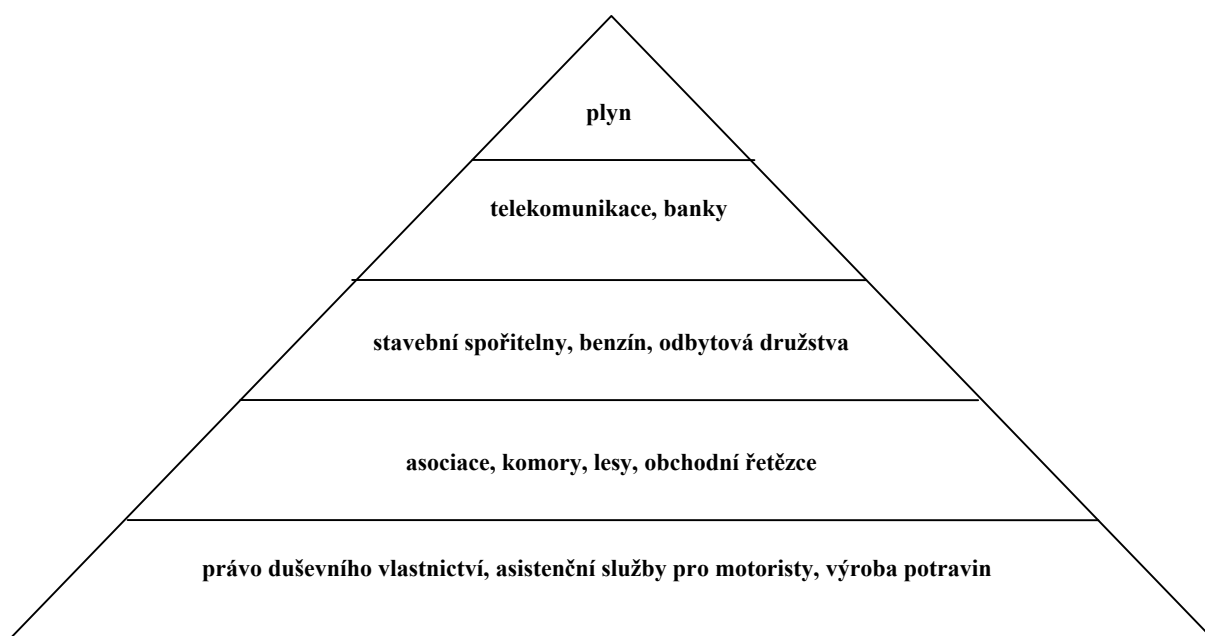 plyn
telekomunikace, banky
stavební spořitelny, benzín, odbytová družstva
asociace, komory, lesy, obchodní řetězce
právo duševního vlastnictví, asistenční služby pro motoristy, výroba potravin